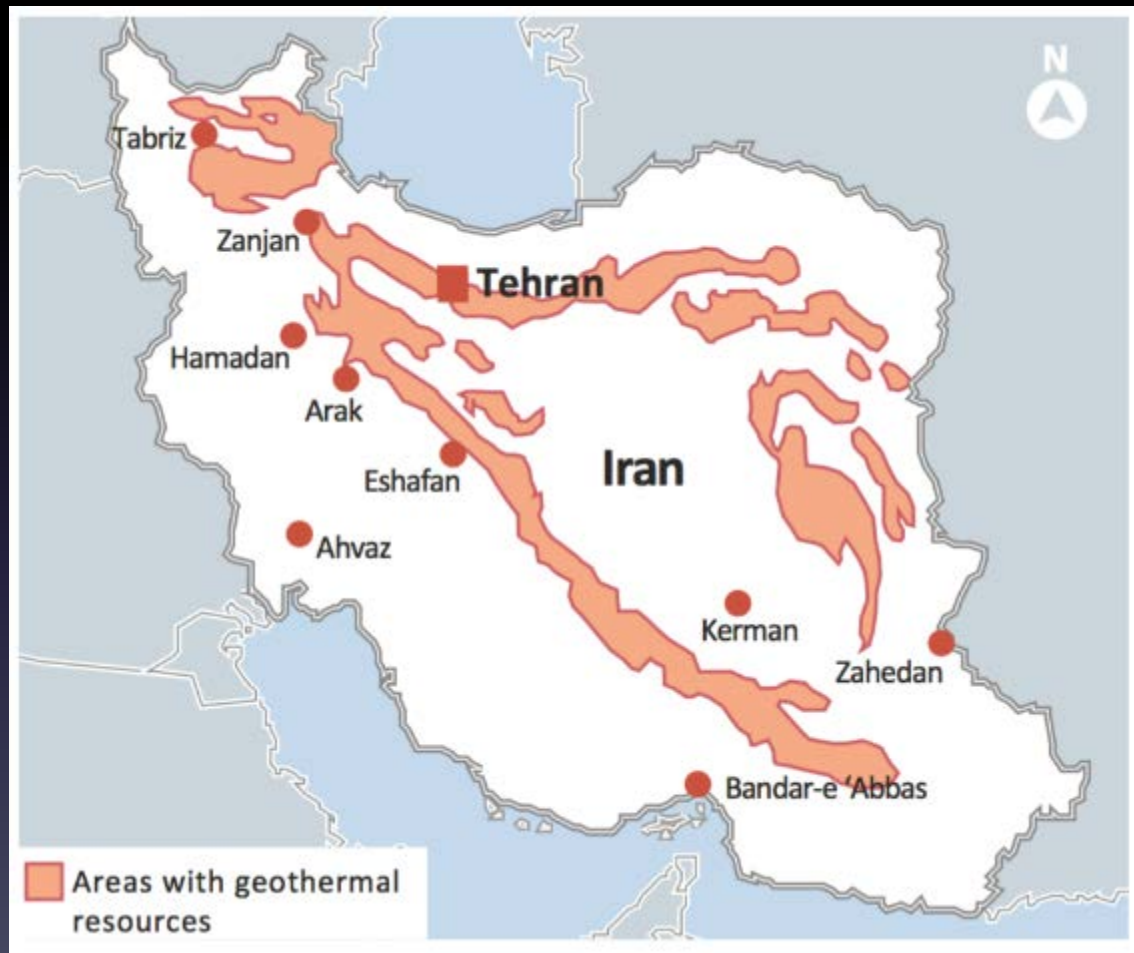 N
Tabriz
Zanjan
Tehran
Hamadan
Arak
Iran
Eshafan
Ahvaz
Kerman
Zahedan
Bandar-e ‘Abbas
Areas with geothermal
resources